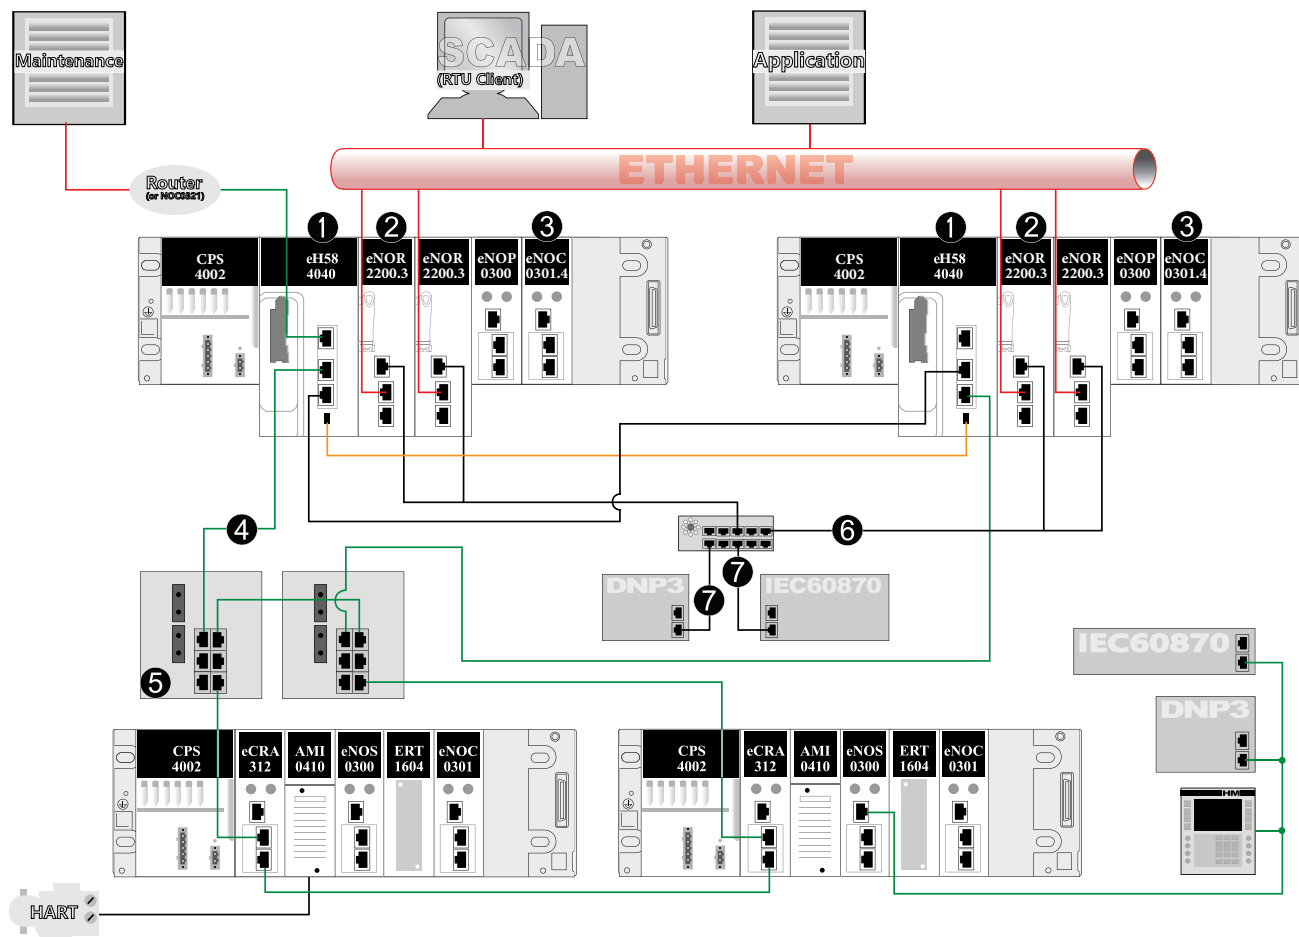 Maintenance
SCADA
(RTU Client)
Application
ETHERNET
Router
(or NOC0321)
1
2
3
1
2
3
CPS
4002
eH58
4040
eNOR
2200.3
eNOR
2200.3
eNOP
0300
eNOC
0301.4
CPS
4002
eH58
4040
eNOR
2200.3
eNOR
2200.3
eNOP
0300
eNOC
0301.4
4
6
7
7
DNP3
IEC60870
5
IEC60870
DNP3
HM
CPS
4002
eCRA
312
AMI
0410
eNOS
0300
ERT
1604
eNOC
0301
CPS
4002
eCRA
312
AMI
0410
eNOS
0300
ERT
1604
eNOC
0301
HART